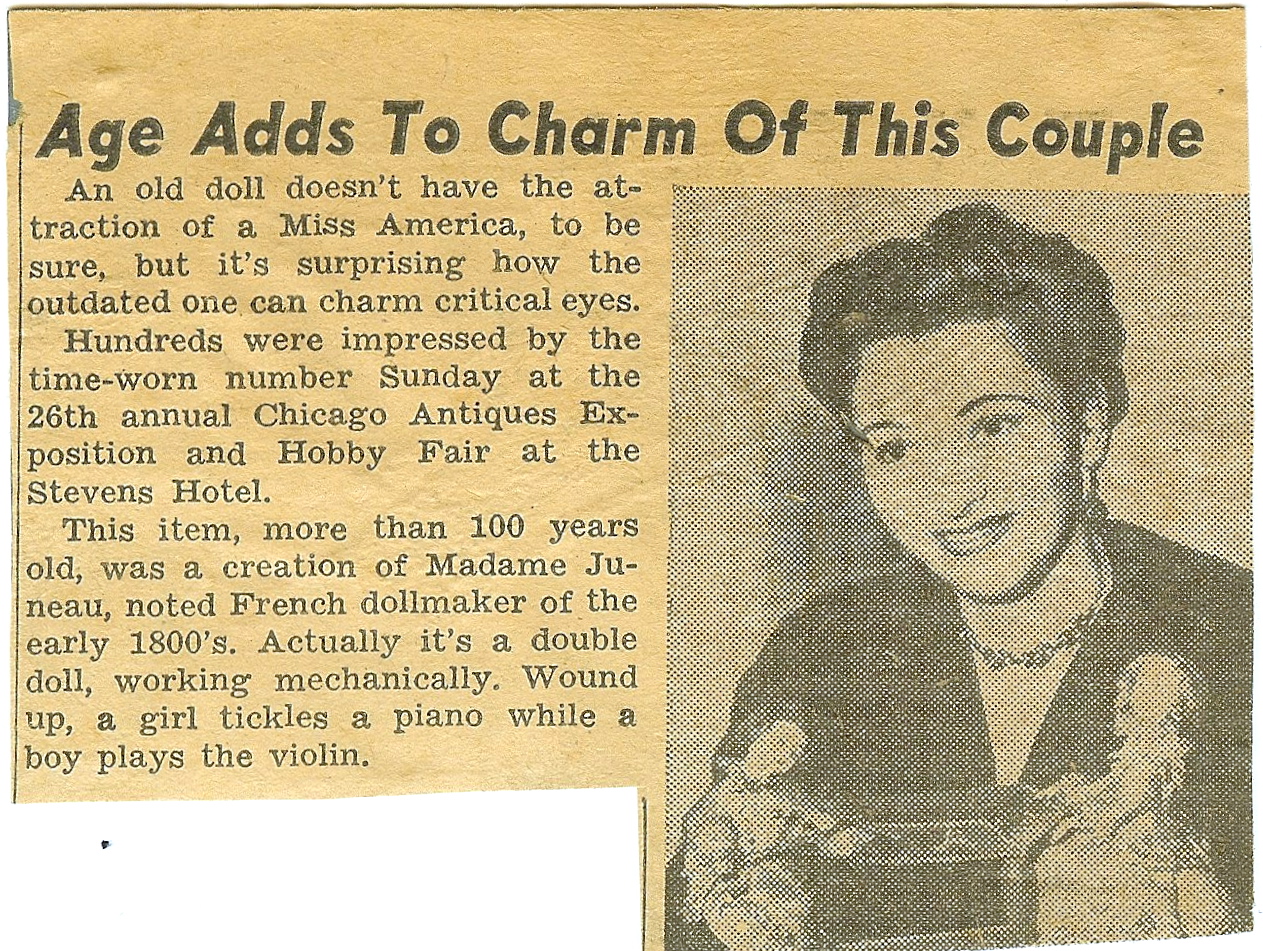 Age Adds To Charm Of This Couple
An old doll doesn't have the at-
traction of a Miss America, to be
sure, but it's surprising how the
outdated one can charm critical eyes.
Hundreds were impressed by the
time-worn number Sunday at the
26th annual Chicago Antiques Ex-
position and Hobby Fair at the
Stevens Hotel.
This item, more than 100 years
old, was a creation of Madame Ju-
neau, noted French dollmaker of the
early 1800's. Actually it's a double
doll, working mechanically. Wound
up, a girl tickles a piano while a
boy plays the violin.